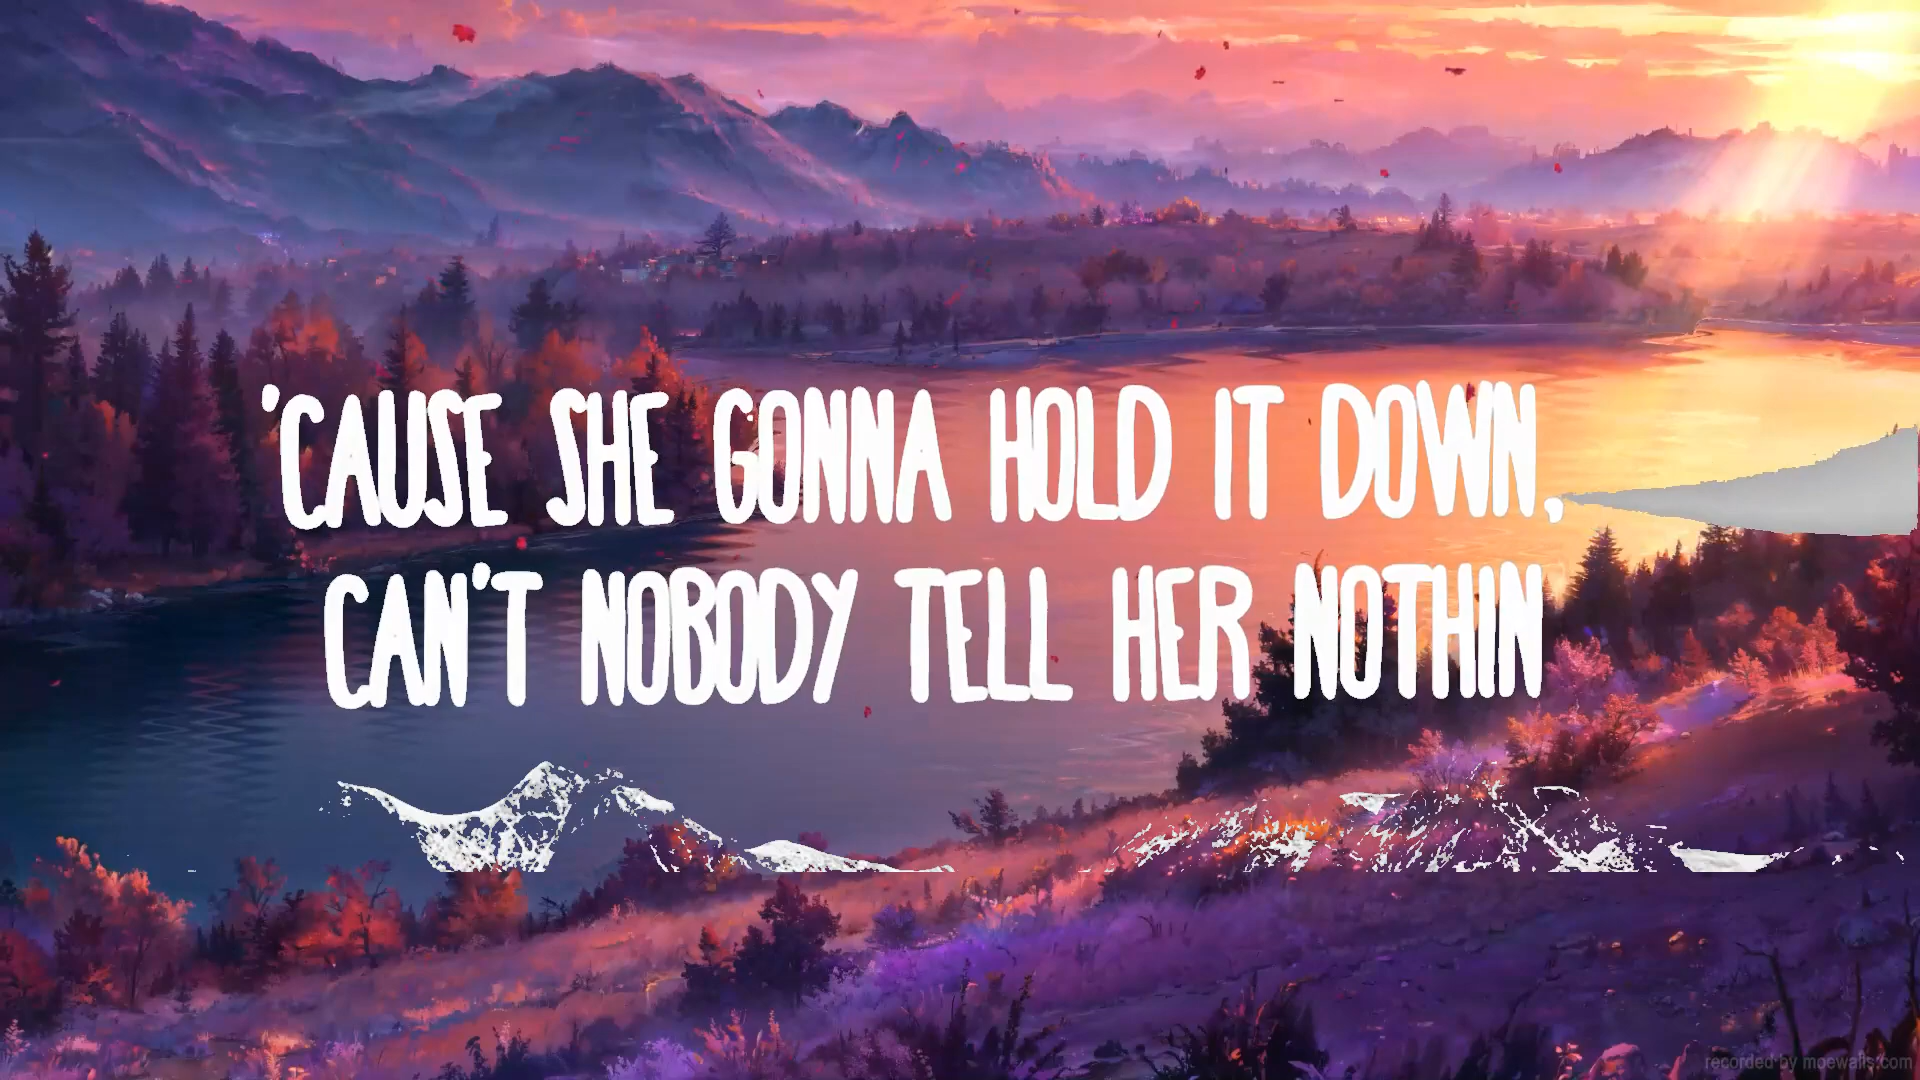 'CAUSE SHE GONNA HOLD IT DOWN,
CAN'T NOBODY TELL HER NOTHIN
recorded by moewalls.com